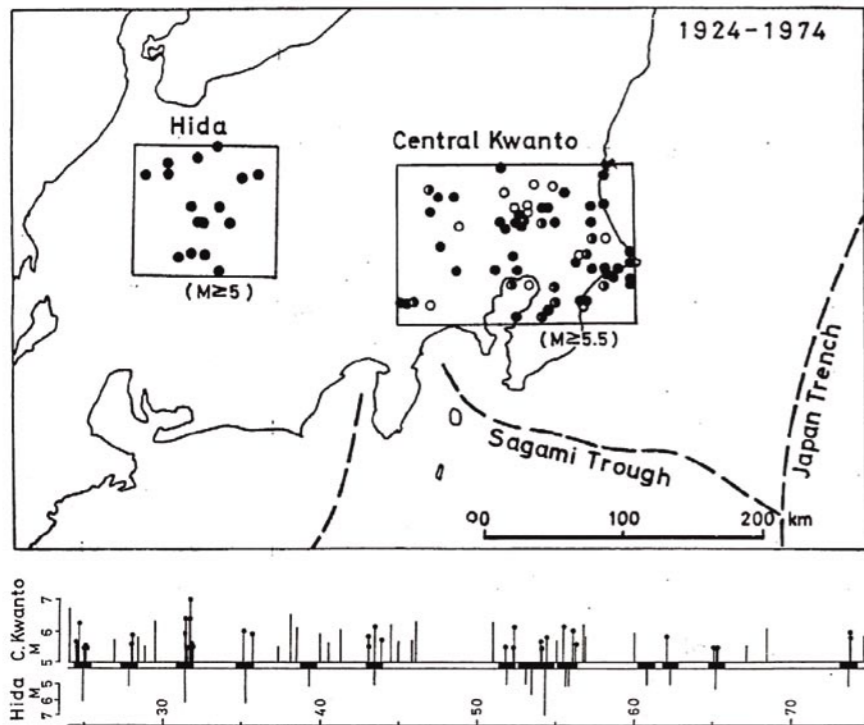 1924-1974
Hida
Central Kwanto
(M≥5)
(M≥5.5)
Japan Trench
Sagami Trough
0 100 200 km
C. Kwanto
M
7
6
5
Hida
M
5
6
7
30 40 50 60 70